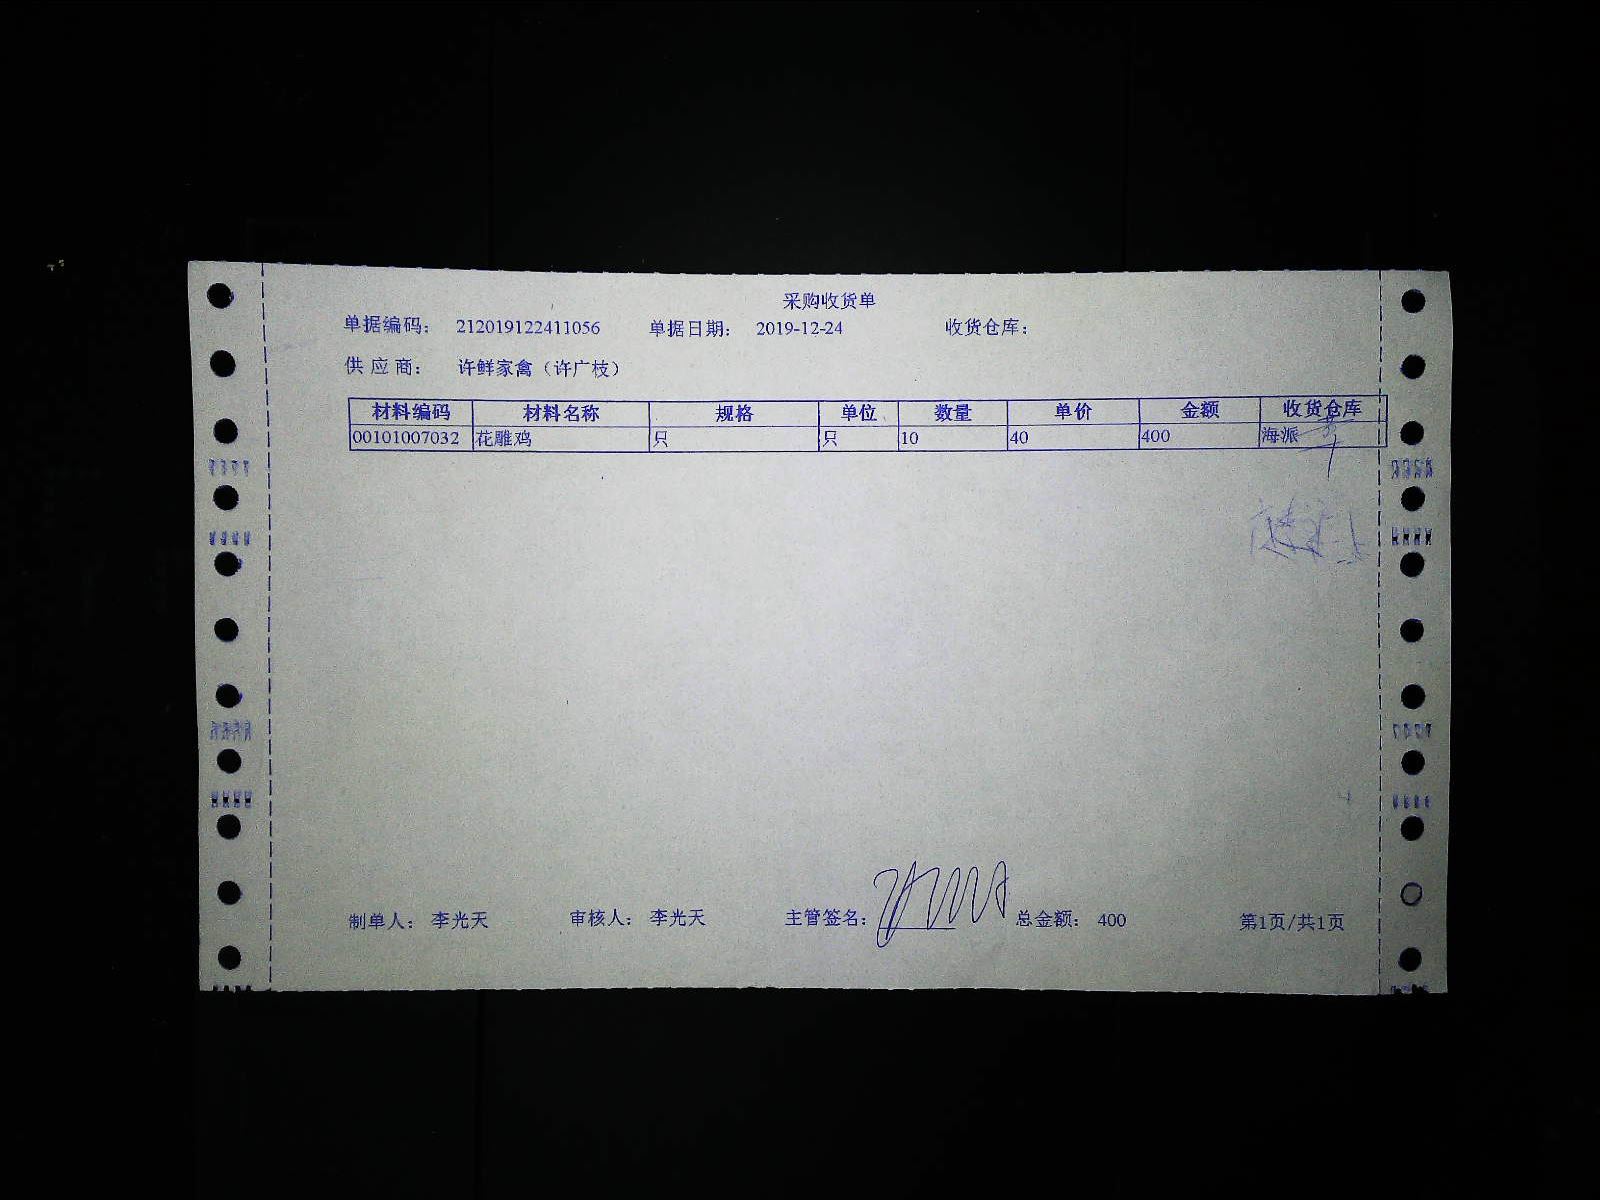 采购收货单
单据编码： 212019122411056 单据日期： 2019-12-24 收货仓库：
供 应 商： 许鲜家禽（许广枝）
材料编码 材料名称 规格 单位 数量 单价 金额 收货仓库
00101007032 花雕鸡 只 只 10 40 400 海派
制单人： 李光天 审核人： 李光天 主管签名： 总金额： 400 第1页/共1页